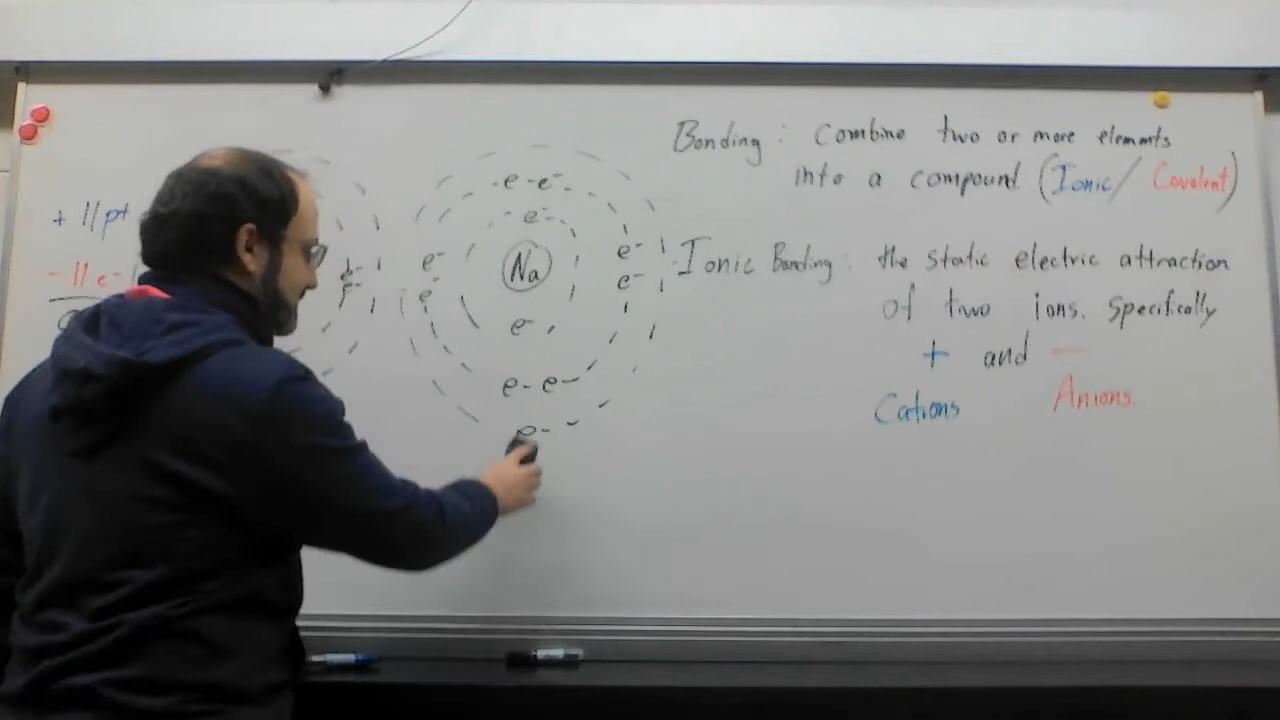 + 11 p+
- 11 e-
e- e-
e-
Na
e-
e-
e-
e-
e-
e-
e-
e- e-
e-
Bonding: Combine two or more elements
into a compound (Ionic/Covalent)
Ionic Bonding: the static electric attraction
of two ions. Specifically
+ and -
Cations Anions.